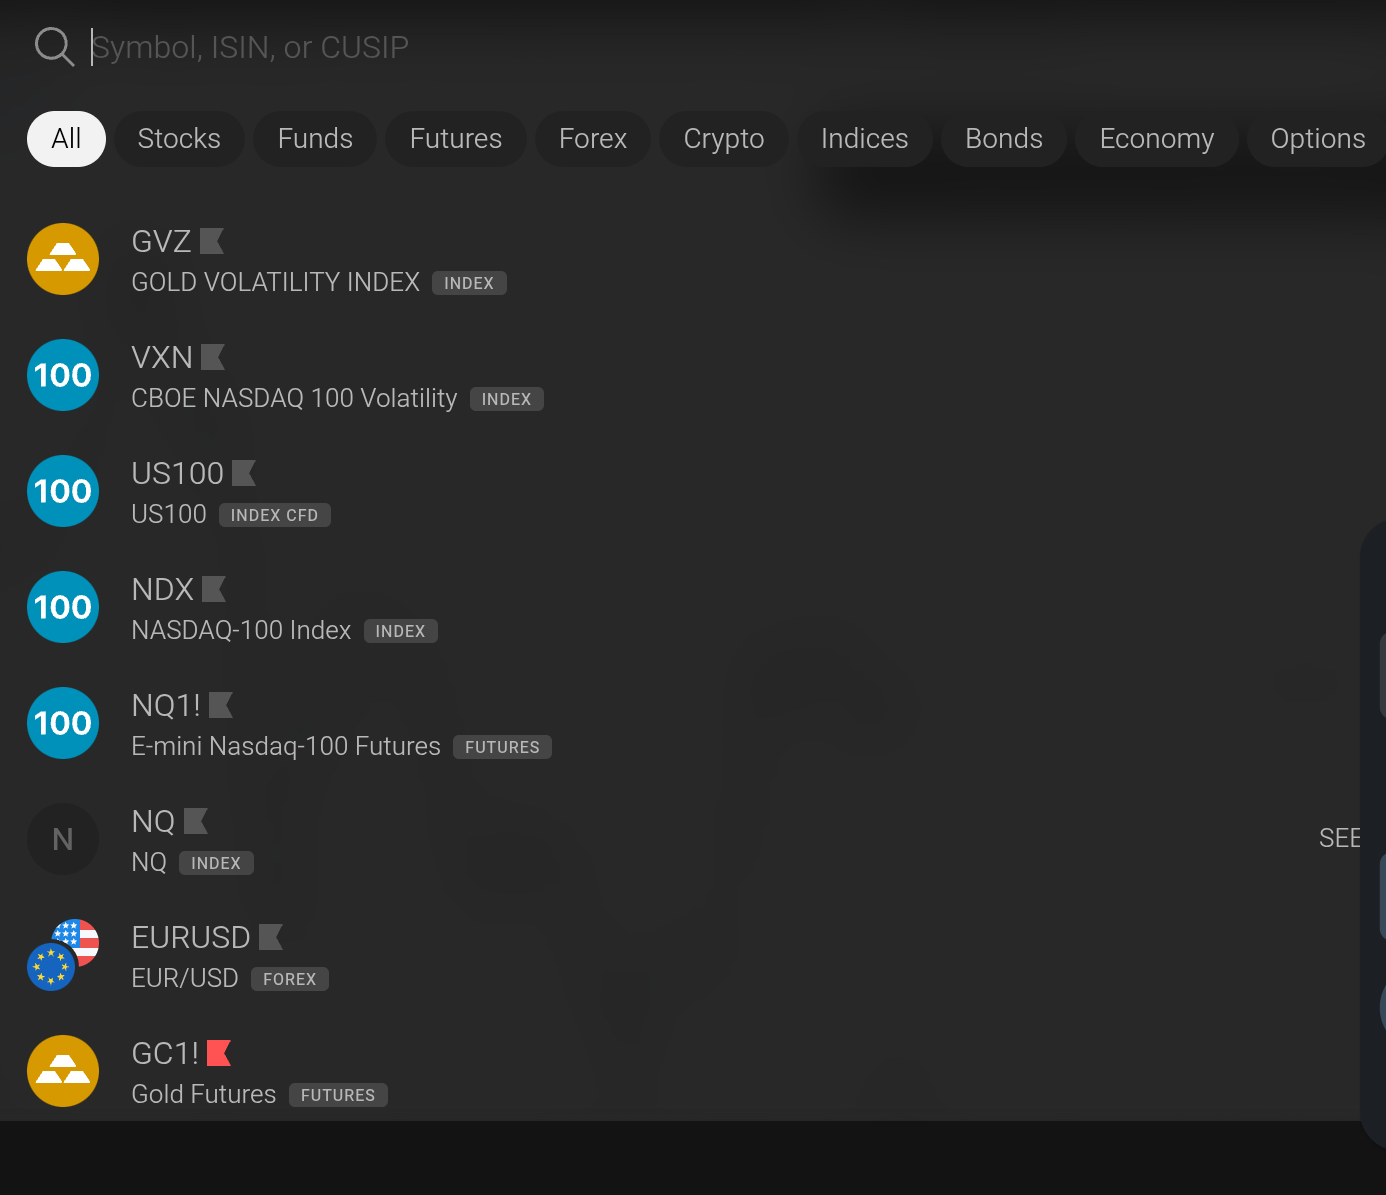 Symbol, ISIN, or CUSIP
All Stocks Funds Futures Forex Crypto Indices Bonds Economy Options
GVZ
GOLD VOLATILITY INDEX INDEX
100
VXN
CBOE NASDAQ 100 Volatility INDEX
100
US100
US100 INDEX CFD
100
NDX
NASDAQ-100 Index INDEX
100
NQ1!
E-mini Nasdaq-100 Futures FUTURES
N
NQ
NQ INDEX
SEE
EURUSD
EUR/USD FOREX
GC1!
Gold Futures FUTURES